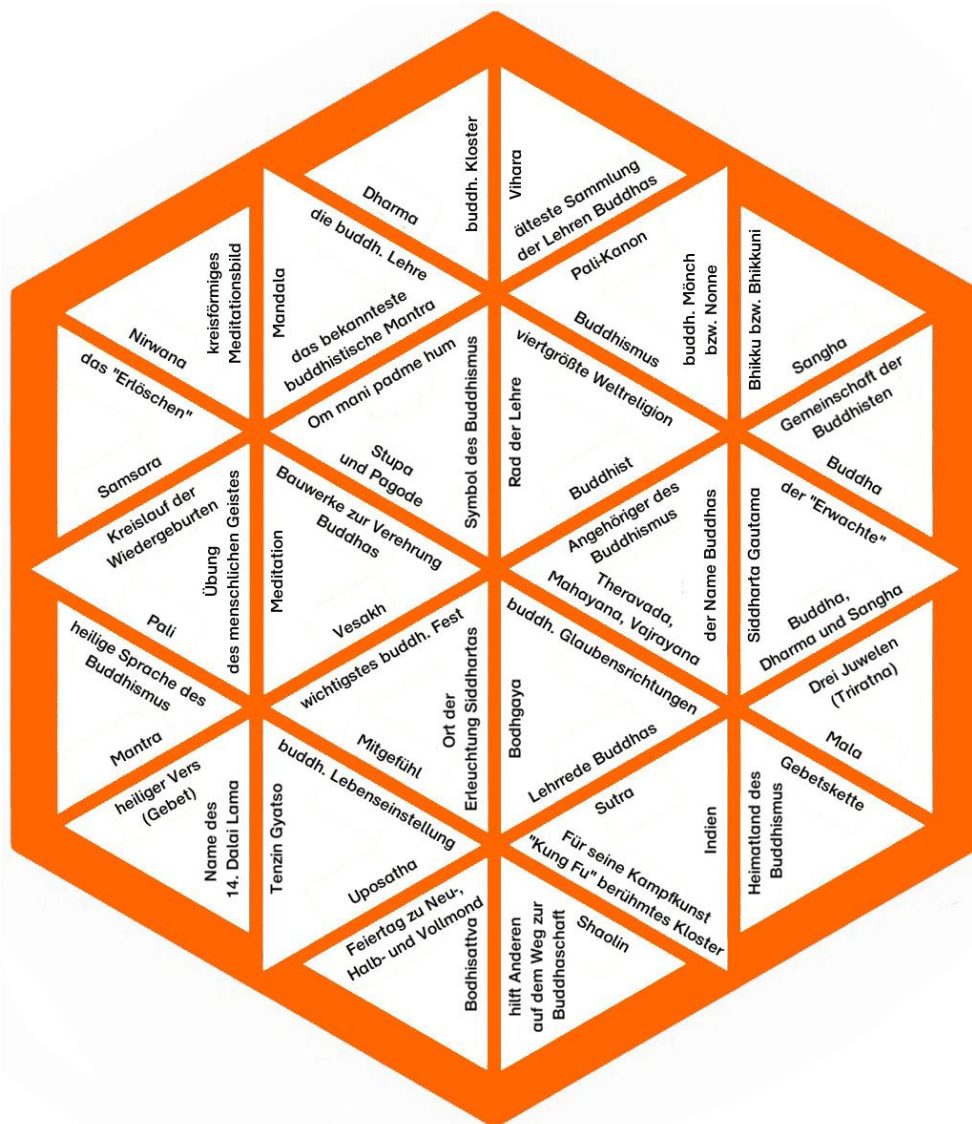 Dharma
buddh. Kloster
Vihara
älteste Sammlung
der Lehren Buddhas
Nirwana
kreisförmiges
Meditationsbild
Mandala
die buddh. Lehre
das bekannteste
buddhistische Mantra
Pali-Kanon
Buddhismus
buddh. Mönch
bzw. Nonne
Bhikku bzw. Bhikkuni
Sangha
das "Erlöschen"
Samsara
Om mani padme hum
Stupa
und Pagode
Symbol des Buddhismus
Rad der Lehre
viertgrößte Weltreligion
Buddhist
Gemeinschaft der
Buddhisten
Buddha
Kreislauf der
Wiedergeburten
Übung
des menschlichen Geistes
Pali
Meditation
Bauwerke zur Verehrung
Buddhas
Vesakh
Angehöriger des
Buddhismus
Theravada,
Mahayana, Vajrayana
der Name Buddhas
Siddharta Gautama
der "Erwachte"
Buddha,
Dharma und Sangha
heilige Sprache des
Buddhismus
Mantra
wichtigstes buddh. Fest
Mitgefühl
Ort der
Erleuchtung Siddhartas
Bodhgaya
buddh. Glaubensrichtungen
Lehrrede Buddhas
Drei Juwelen
(Triratna)
Mala
heiliger Vers
(Gebet)
Name des
14. Dalai Lama
Tenzin Gyatso
buddh. Lebenseinstellung
Uposatha
Sutra
Indien
Für seine Kampfkunst
"Kung Fu" berühmtes Kloster
Heimatland des
Buddhismus
Gebetskette
Feiertag zu Neu-,
Halb- und Vollmond
Bodhisattva
hilft Anderen
auf dem Weg zur
Buddhaschaft
Shaolin